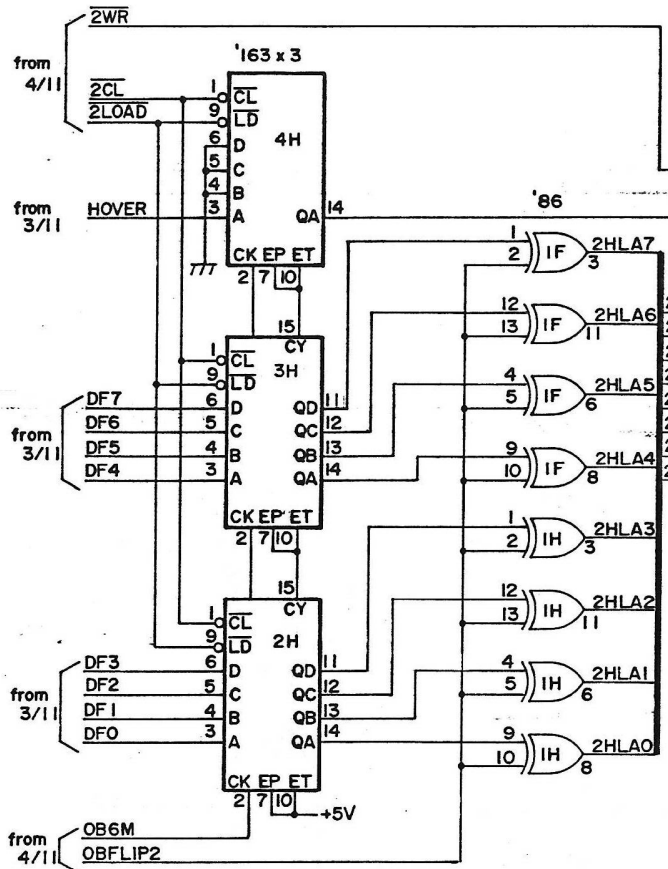 2WR
'163 x 3
from 4/11
2CL
2LOAD
1 CL
9 LD
6 D
5 C
4 B
4H
from 3/11
HOVER
3 A
QA 14
CK EP ET
2 7 10
'86
1
2
1F
3
2HLA7
12
13
1F
11
2HLA6
4
5
1F
6
2HLA5
9
10
1F
8
2HLA4
15
CY
1 CL
9 LD
3H
from 3/11
DF7 6 D
DF6 5 C
DF5 4 B
DF4 3 A
QD 11
QC 12
QB 13
QA 14
CK EP ET
2 7 10
1
2
1H
3
2HLA3
12
13
1H
11
2HLA2
4
5
1H
6
2HLA1
9
10
1H
8
2HLA0
15
CY
1 CL
9 LD
2H
from 3/11
DF3 6 D
DF2 5 C
DF1 4 B
DF0 3 A
QD 11
QC 12
QB 13
QA 14
CK EP ET
2 7 10
+5V
from 4/11
OB6M
OBFLIP2